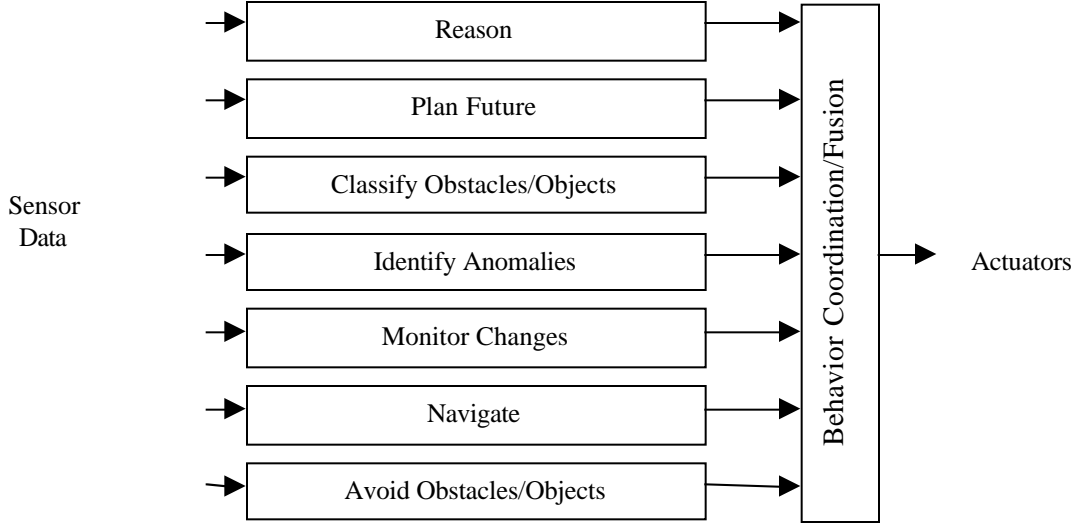 Sensor
Data
Reason
Plan Future
Classify Obstacles/Objects
Identify Anomalies
Monitor Changes
Navigate
Avoid Obstacles/Objects
Behavior Coordination/Fusion
Actuators